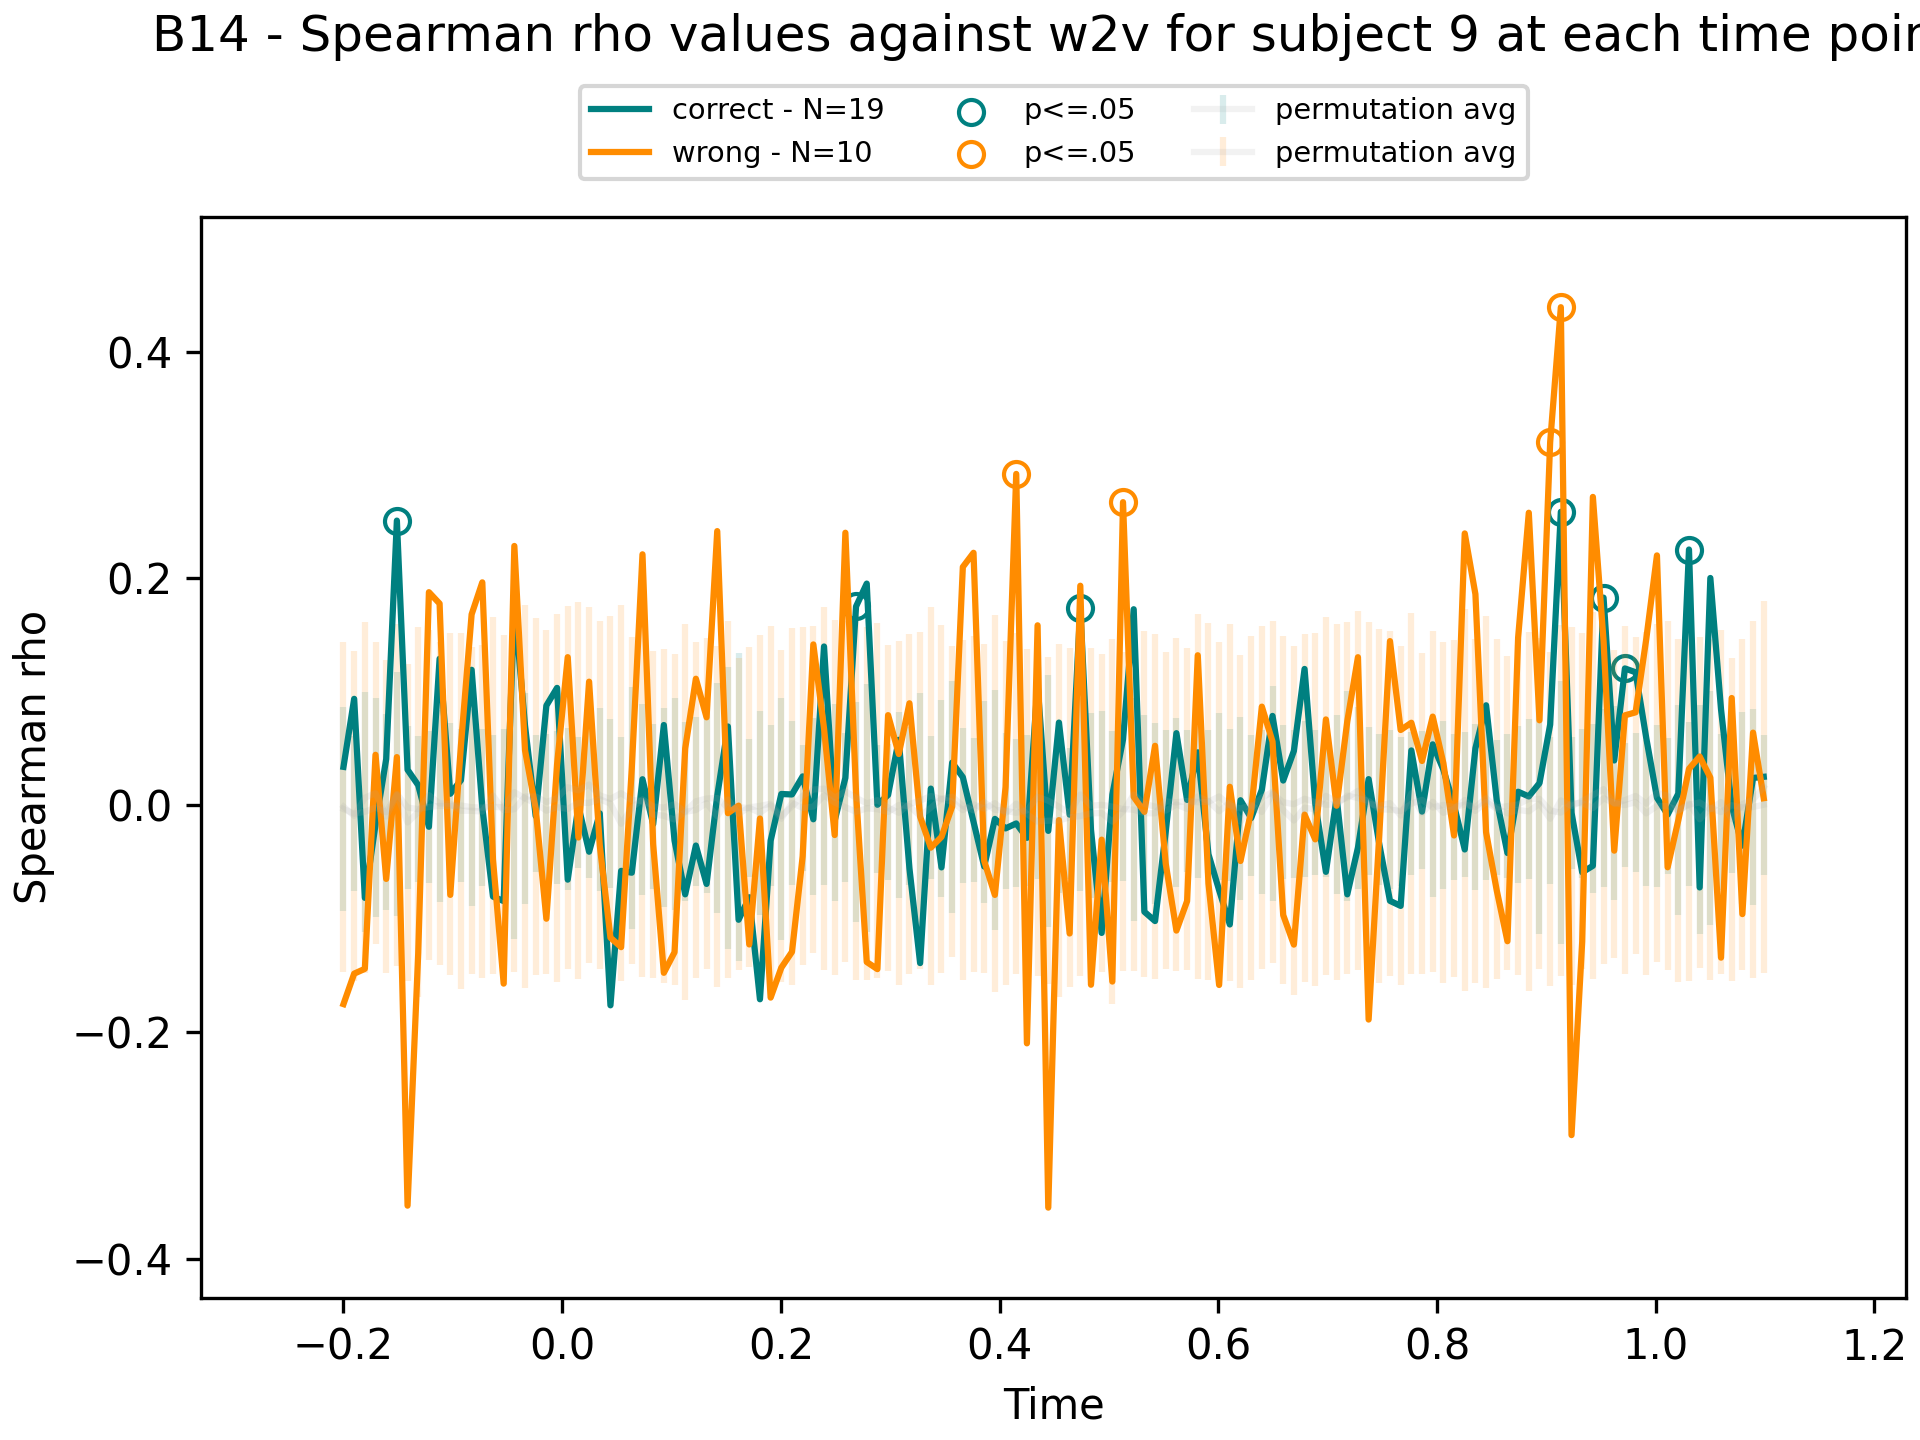 B14 - Spearman rho values against w2v for subject 9 at each time poin
correct - N=19
wrong - N=10
p<=.05
p<=.05
permutation avg
permutation avg
Spearman rho
0.4
0.2
0.0
−0.2
−0.4
−0.2 0.0 0.2 0.4 0.6 0.8 1.0 1.2
Time